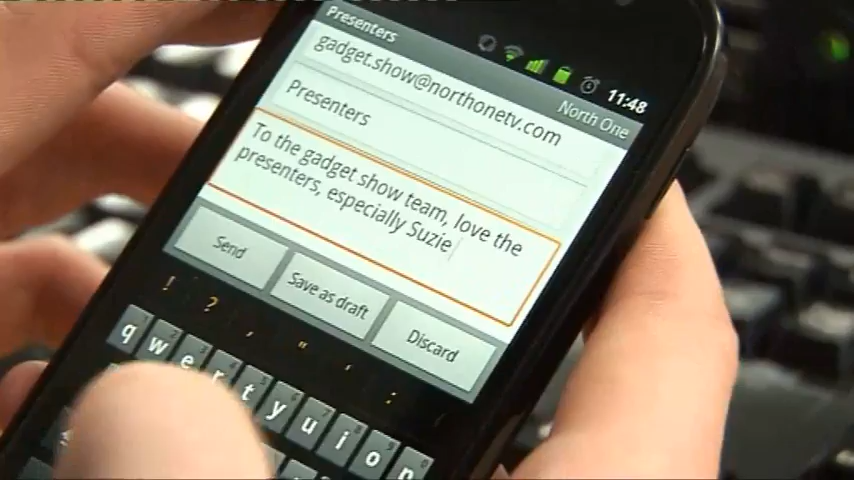 Presenters
11:48
gadget.show@northonetv.com
North One
Presenters
To the gadget show team, love the
presenters, especially Suzie
Send
Save as draft
Discard
! ? , " ' :
q w e r t y u i o p